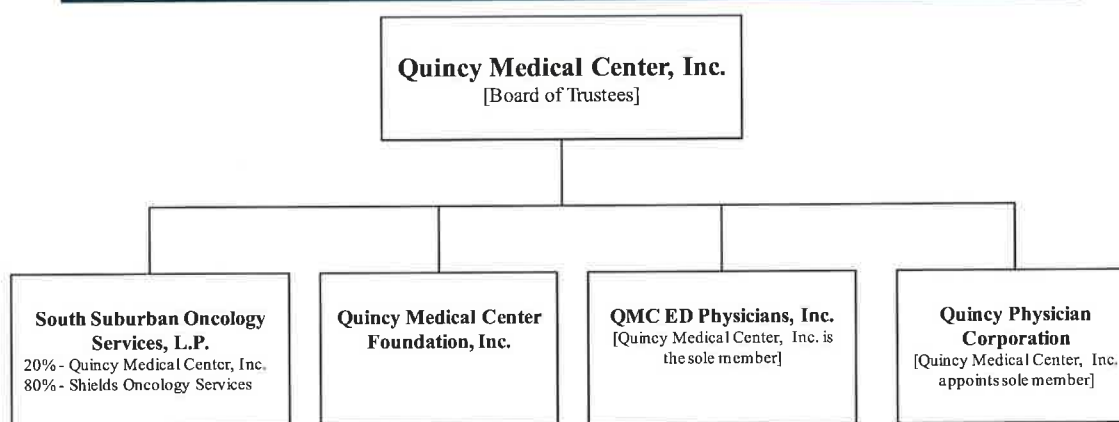 Quincy Medical Center, Inc.
[Board of Trustees]
South Suburban Oncology
Services, L.P.
20% - Quincy Medical Center, Inc.
80% - Shields Oncology Services
Quincy Medical Center
Foundation, Inc.
QMC ED Physicians, Inc.
[Quincy Medical Center, Inc. is
the sole member]
Quincy Physician
Corporation
[Quincy Medical Center, Inc.
appoints sole member]